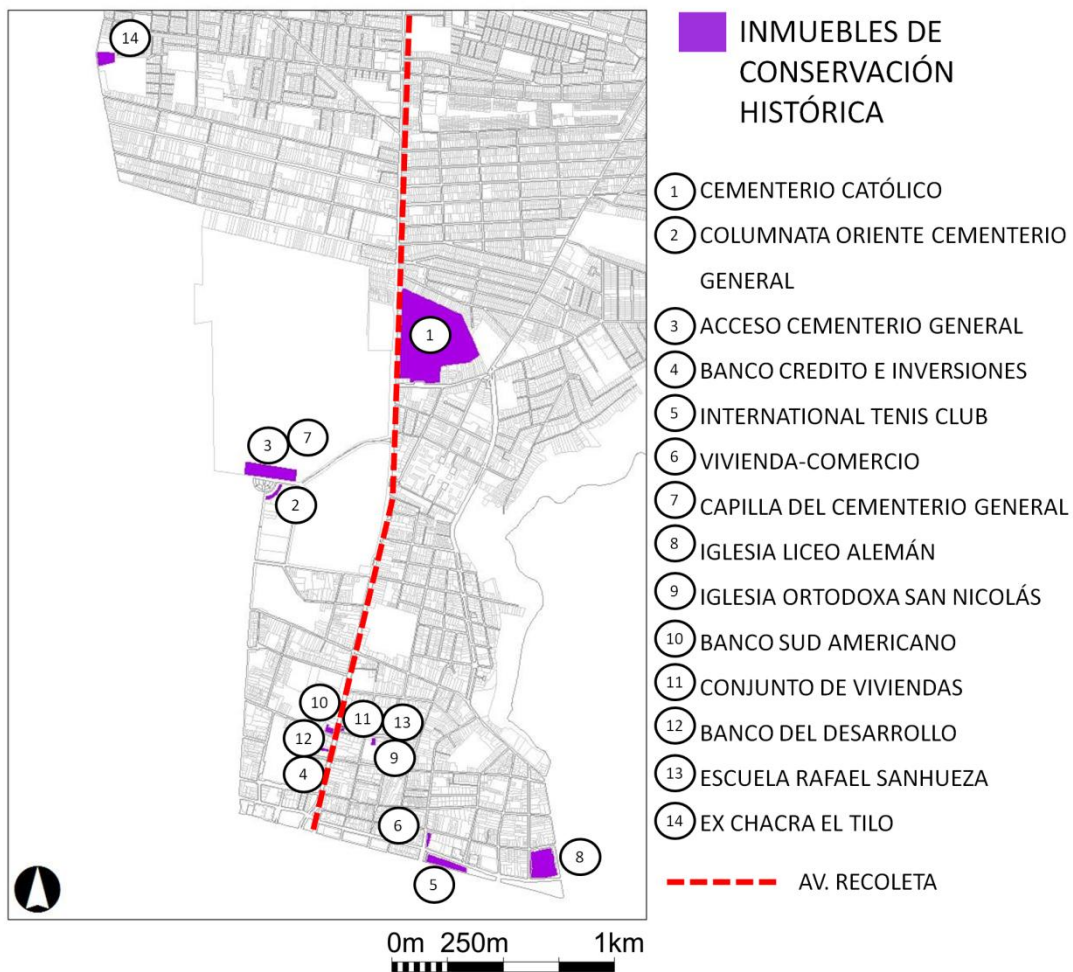 14
1
3
7
2
10
11
13
12
9
4
6
8
5
INMUEBLES DE
CONSERVACIÓN
HISTÓRICA
1 CEMENTERIO CATÓLICO
2 COLUMNATA ORIENTE CEMENTERIO
GENERAL
3 ACCESO CEMENTERIO GENERAL
4 BANCO CREDITO E INVERSIONES
5 INTERNATIONAL TENIS CLUB
6 VIVIENDA-COMERCIO
7 CAPILLA DEL CEMENTERIO GENERAL
8 IGLESIA LICEO ALEMÁN
9 IGLESIA ORTODOXA SAN NICOLÁS
10 BANCO SUD AMERICANO
11 CONJUNTO DE VIVIENDAS
12 BANCO DEL DESARROLLO
13 ESCUELA RAFAEL SANHUEZA
14 EX CHACRA EL TILO
AV. RECOLETA
0m 250m 1km